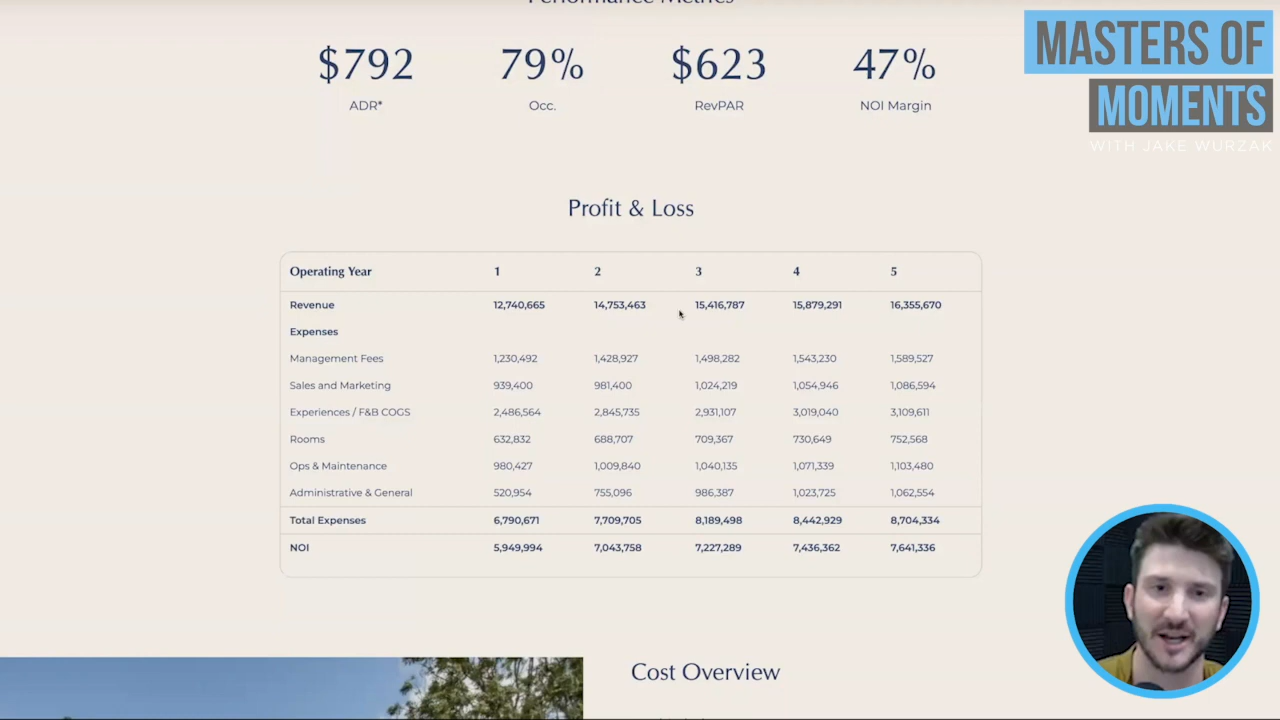 Performance Metrics
MASTERS OF
MOMENTS
WITH JAKE WURZAK
$792 79% $623 47%
ADR* Occ. RevPAR NOI Margin
Profit & Loss
Operating Year 1 2 3 4 5
Revenue 12,740,665 14,753,463 15,416,787 15,879,291 16,355,670
Expenses
Management Fees 1,230,492 1,428,927 1,498,282 1,543,230 1,589,527
Sales and Marketing 939,400 981,400 1,024,219 1,054,946 1,086,594
Experiences / F&B COGS 2,486,564 2,845,735 2,931,107 3,019,040 3,109,611
Rooms 632,832 688,707 709,367 730,649 752,568
Ops & Maintenance 980,427 1,009,840 1,040,135 1,071,339 1,103,480
Administrative & General 520,954 755,096 986,387 1,023,725 1,062,554
Total Expenses 6,790,671 7,709,705 8,189,498 8,442,929 8,704,334
NOI 5,949,994 7,043,758 7,227,289 7,436,362 7,641,336
Cost Overview